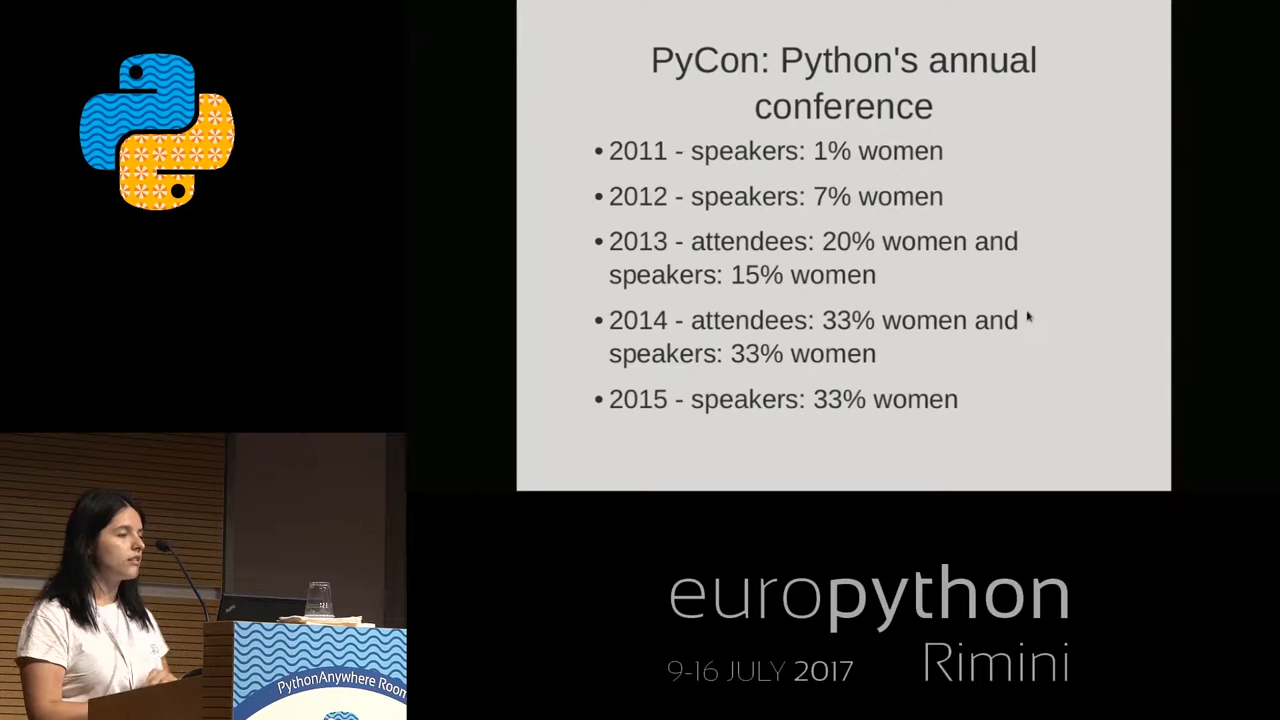 PyCon: Python's annual
conference
• 2011 - speakers: 1% women
• 2012 - speakers: 7% women
• 2013 - attendees: 20% women and
speakers: 15% women
• 2014 - attendees: 33% women and
speakers: 33% women
• 2015 - speakers: 33% women
PythonAnywhere Room
europython
9-16 JULY 2017 Rimini